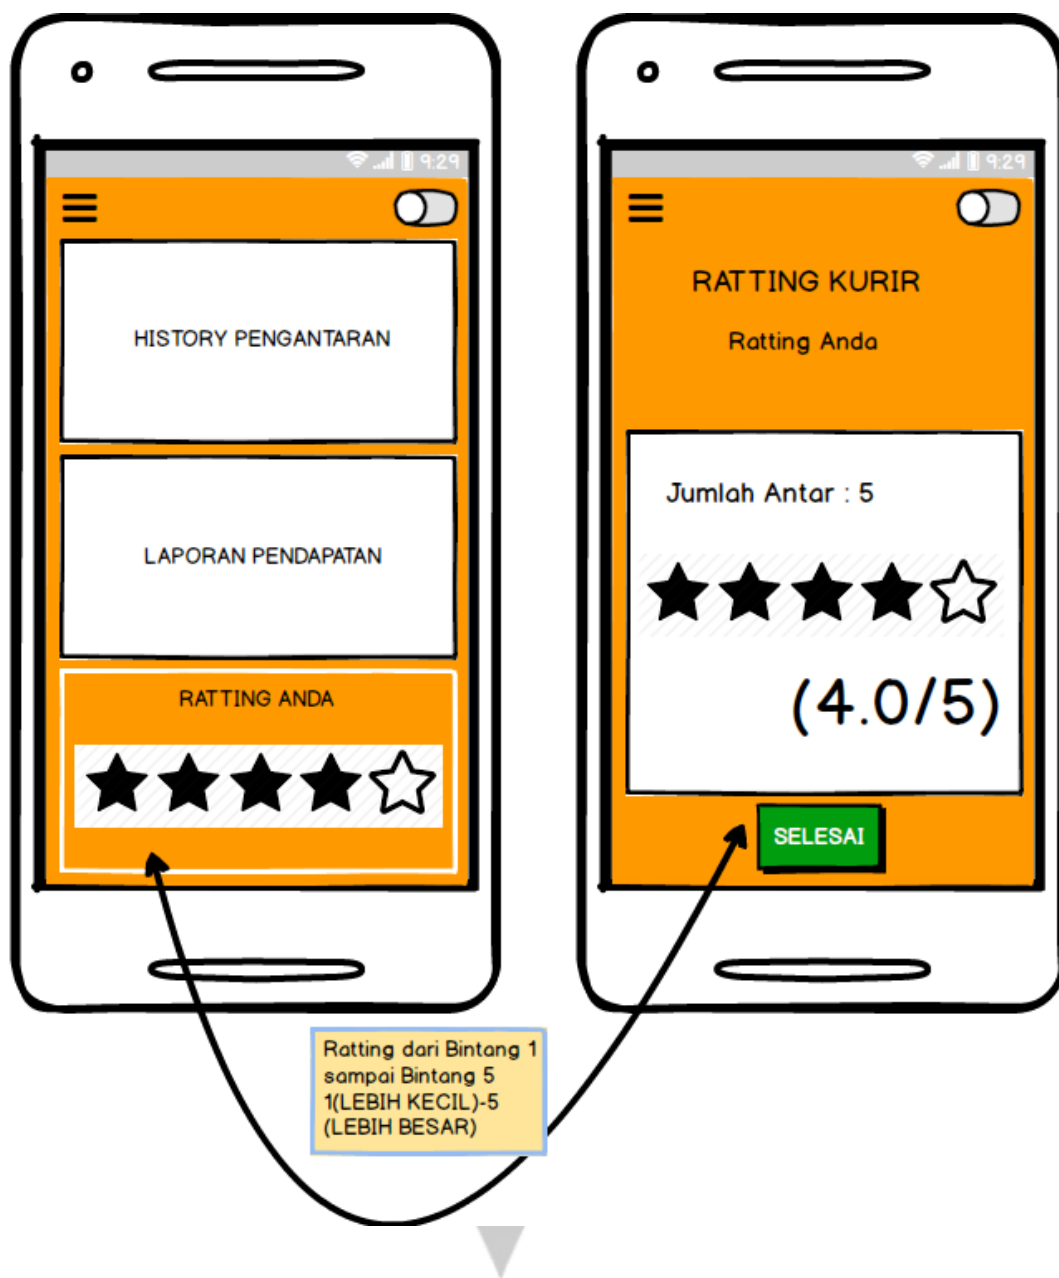 9:29
HISTORY PENGANTARAN
LAPORAN PENDAPATAN
RATTING ANDA
9:29
RATTING KURIR
Ratting Anda
Jumlah Antar : 5
(4.0/5)
SELESAI
Ratting dari Bintang 1
sampai Bintang 5
1(LEBIH KECIL)-5
(LEBIH BESAR)